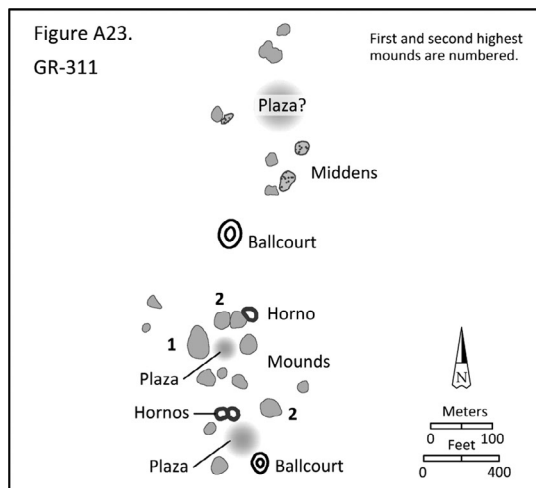 Figure A23.
GR-311
First and second highest
mounds are numbered.
Plaza?
Middens
Ballcourt
2
Horno
1
Mounds
Plaza
Hornos
2
Plaza
Ballcourt
N
Meters
0 100
Feet
0 400